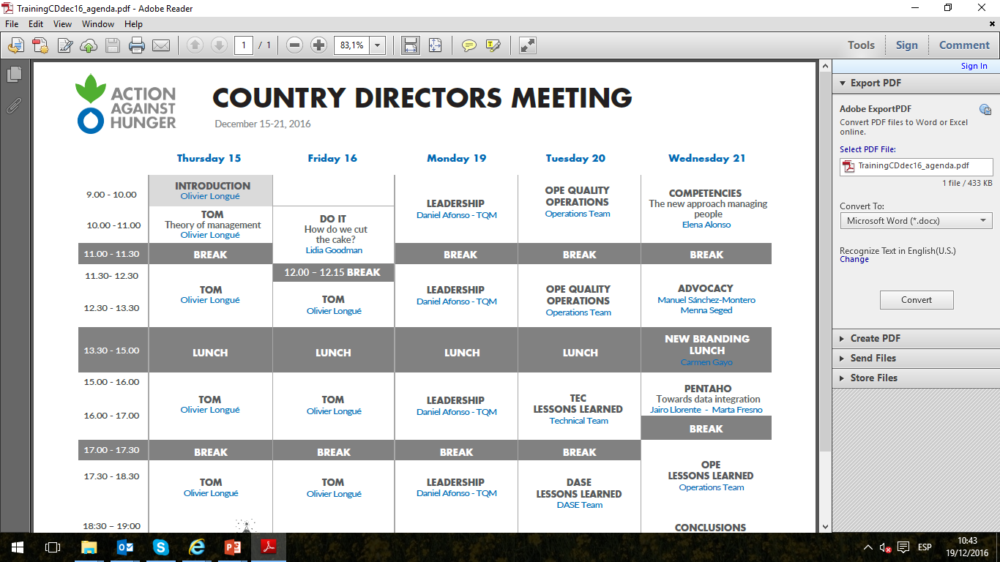 TrainingCDdec16_agenda.pdf - Adobe Reader
File Edit View Window Help
1 / 1 83,1% Tools Sign Comment
Sign In
Export PDF
Adobe ExportPDF
Convert PDF files to Word or Excel
online.
Select PDF File:
TrainingCDdec16_agenda.pdf
1 file / 433 KB
Convert To:
Microsoft Word (*.docx)
Recognize Text in English(U.S.)
Change
Convert
Create PDF
Send Files
Store Files
ACTION
AGAINST
HUNGER
COUNTRY DIRECTORS MEETING
December 15-21, 2016
Thursday 15 Friday 16 Monday 19 Tuesday 20 Wednesday 21
9.00 - 10.00
10.00 -11.00
INTRODUCTION
Olivier Longué
TOM
Theory of management
Olivier Longué
DO IT
How do we cut
the cake?
Lidia Goodman
LEADERSHIP
Daniel Afonso - TQM
OPE QUALITY
OPERATIONS
Operations Team
COMPETENCIES
The new approach managing
people
Elena Alonso
11.00 - 11.30 BREAK BREAK BREAK BREAK
12.00 – 12.15 BREAK
11.30- 12.30
12.30 - 13.30
TOM
Olivier Longué
TOM
Olivier Longué
LEADERSHIP
Daniel Afonso - TQM
OPE QUALITY
OPERATIONS
Operations Team
ADVOCACY
Manuel Sánchez-Montero
Menna Seged
13.30 - 15.00 LUNCH LUNCH LUNCH LUNCH
NEW BRANDING
LUNCH
Carmen Gayo
15.00 - 16.00
16.00 - 17.00
TOM
Olivier Longué
TOM
Olivier Longué
LEADERSHIP
Daniel Afonso - TQM
TEC
LESSONS LEARNED
Technical Team
PENTAHO
Towards data integration
Jairo Llorente - Marta Fresno
BREAK
17.00 - 17.30 BREAK BREAK BREAK BREAK
17.30 - 18.30
TOM
Olivier Longué
TOM
Olivier Longué
LEADERSHIP
Daniel Afonso - TQM
DASE
LESSONS LEARNED
DASE Team
OPE
LESSONS LEARNED
Operations Team
18:30 – 19:00
CONCLUSIONS
ESP
10:43
19/12/2016